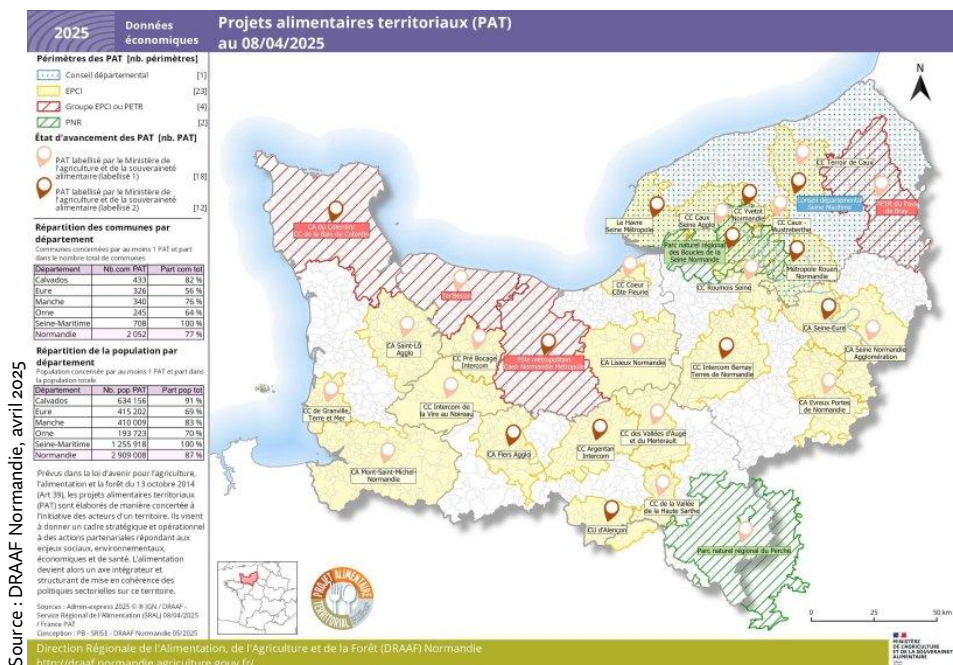 2025
Données
économiques
Projets alimentaires territoriaux (PAT)
au 08/04/2025
Périmètres des PAT [nb. périmètres]
Conseil départemental [1]
EPCI [23]
Groupe EPCI ou PETR [4]
PNR [2]
État d'avancement des PAT [nb. PAT]
PAT labellisé par le Ministère de
l'agriculture et de la souveraineté
alimentaire (labellisé 1) [18]
PAT labellisé par le Ministère de
l'agriculture et de la souveraineté
alimentaire (labellisé 2) [12]
Répartition des communes par
département
Communes concernées par au moins 1 PAT et part
dans le nombre total de communes
Département Nb.com PAT Part com tot
Calvados 433 82 %
Eure 326 56 %
Manche 340 76 %
Orne 245 64 %
Seine-Maritime 708 100 %
Normandie 2 052 77 %
Répartition de la population par
département
Population concernée par au moins 1 PAT et part dans
la population totale
Département Nb. pop PAT Part pop tot
Calvados 634 156 91 %
Eure 415 202 69 %
Manche 410 009 83 %
Orne 193 723 70 %
Seine-Maritime 1 255 918 100 %
Normandie 2 909 008 87 %
Prévus dans la loi d'avenir pour l'agriculture,
l'alimentation et la forêt du 13 octobre 2014
(Art 39), les projets alimentaires territoriaux
(PAT) sont élaborés de manière concertée à
l'initiative des acteurs d'un territoire. Ils visent
à donner un cadre stratégique et opérationnel
à des actions partenariales répondant aux
enjeux sociaux, environnementaux,
économiques et de santé. L'alimentation
devient alors un axe intégrateur et
structurant de mise en cohérence des
politiques sectorielles sur ce territoire.
Sources : Admin-express 2025 © ® IGN / DRAAF -
Service Régional de l'Alimentation (SRAL) 08/04/2025
/ France PAT
Conception : PB - SRISE - DRAAF Normandie 05/2025
Source : DRAAF Normandie, avril 2025
N
CC Terroir de Caux
Conseil départemental
Seine Maritime
PETR du Pays
de Bray
Le Havre
Seine Métropole
CC Caux
Seine Agglo
CC Yvetot
Normandie
CC Caux
Austreberthe
Parc naturel régional
des Boucles de la
Seine Normande
Métropole Rouen
Normandie
CC Roumois Seine
CA du Cotentin/
CC de la Baie du Cotentin
Ter'Bessin
CC Coeur
Côte Fleurie
CA Seine-Eure
CA Seine Normandie
Agglomération
CA Saint-Lô
Agglo
CC Pré Bocage
Intercom
Pôle métropolitain
Caen Normandie Métropole
CA Lisieux Normandie
CC Intercom Bernay
Terres de Normandie
CA Evreux Portes
de Normandie
CC de Granville,
Terre et Mer
CC Intercom de
la Vire au Noireau
CC des Vallées d'Auge
et du Merlerault
CA Flers Agglo
CC Argentan
Intercom
CA Mont-Saint-Michel-
Normandie
CC de la Vallée
de la Haute Sarthe
CU d'Alençon
Parc naturel régional du Perche
PROJET ALIMENTAIRE
TERRITORIAL
0 25 50 km
Direction Régionale de l'Alimentation, de l'Agriculture et de la Forêt (DRAAF) Normandie
http://draaf.normandie.agriculture.gouv.fr/
MINISTÈRE
DE L'AGRICULTURE
ET DE LA SOUVERAINETÉ
ALIMENTAIRE